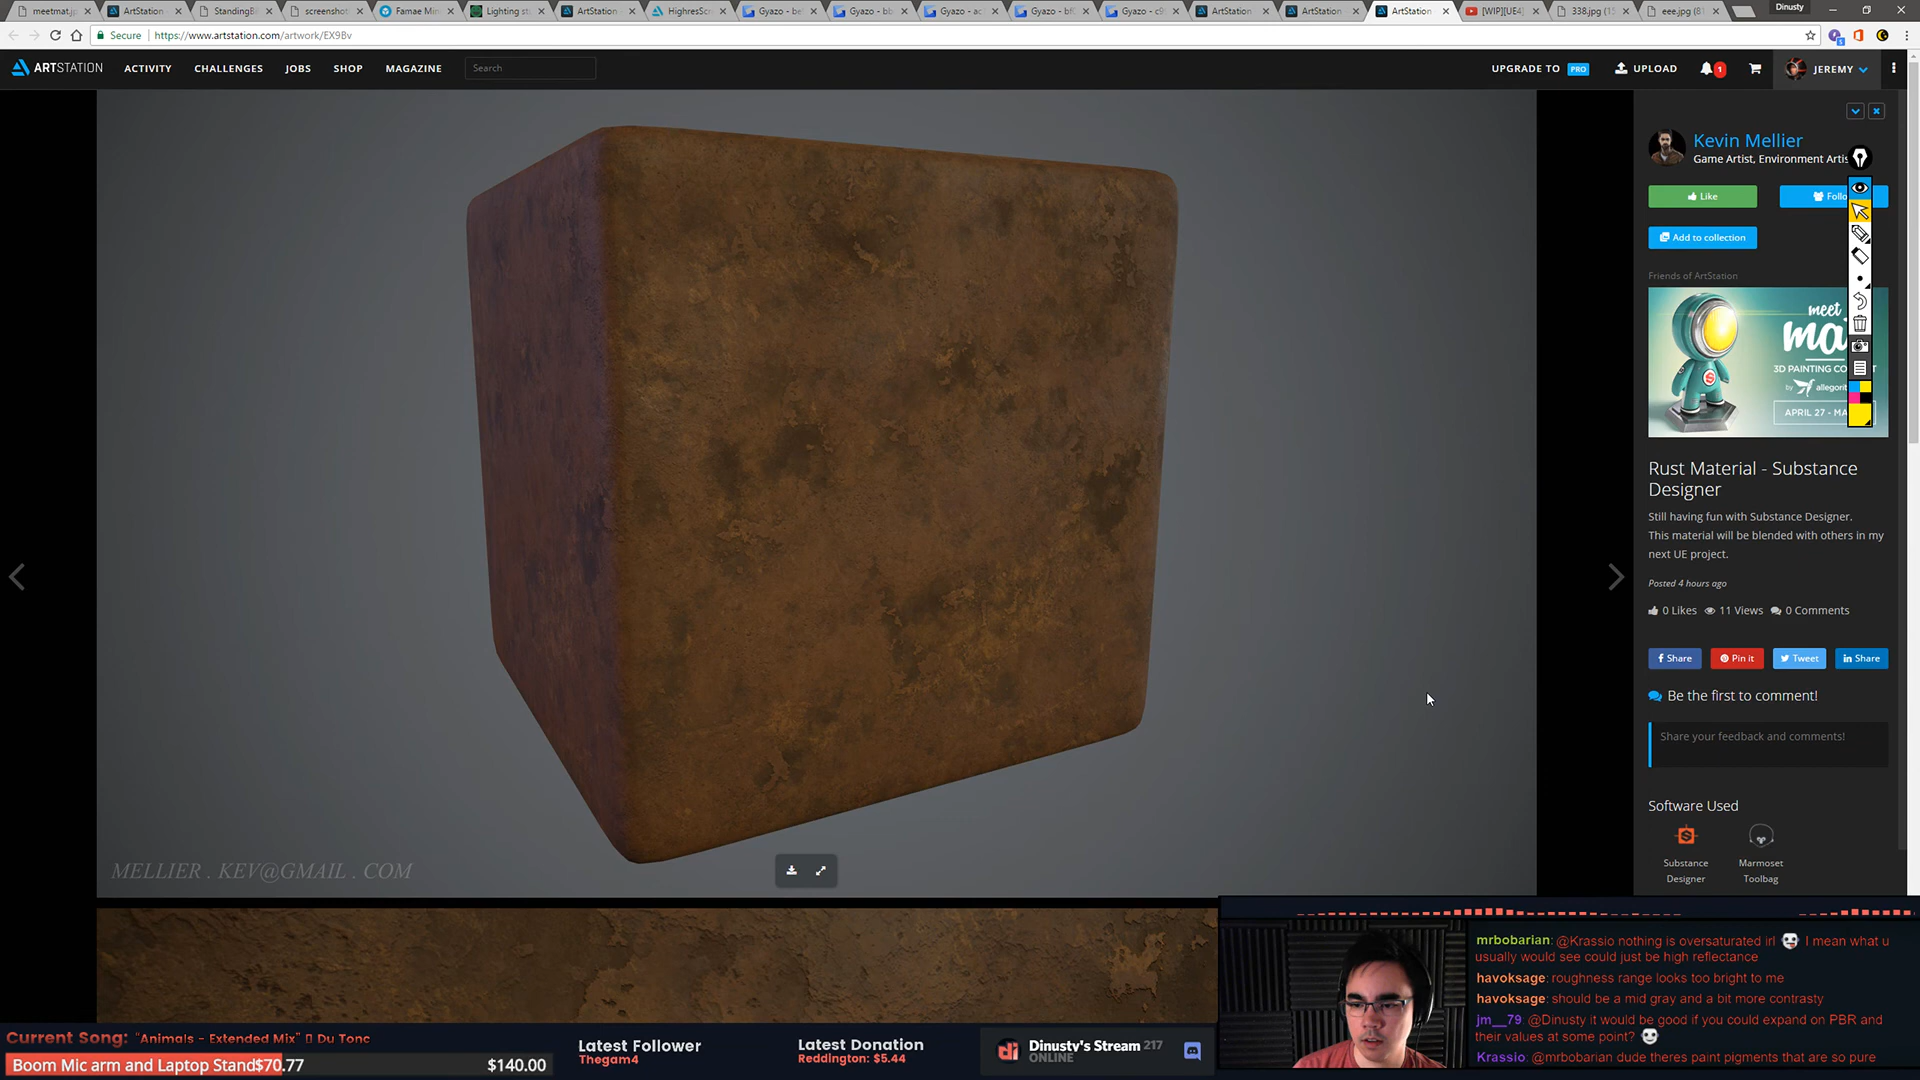 meetmat.jp
ArtStation
StandingB
screenshot
Famae Min
Lighting st
ArtStation
HighresSc
Gyazo - be
Gyazo - bb
Gyazo - ac
Gyazo - bf
Gyazo - c9
ArtStation
ArtStation
ArtStation
[WIP][UE4]
338.jpg (15
eee.jpg (8
Dinusty
Secure
https://www.artstation.com/artwork/EX9Bv
ARTSTATION
ACTIVITY
CHALLENGES
JOBS
SHOP
MAGAZINE
Search
UPGRADE TO PRO
UPLOAD
1
JEREMY
Kevin Mellier
Game Artist, Environment Artis
Like
Follo
Add to collection
Friends of ArtStation
meet
ma
3D PAINTING CO
by allegorit
APRIL 27 - MA
Rust Material - Substance
Designer
Still having fun with Substance Designer.
This material will be blended with others in my
next UE project.
Posted 4 hours ago
0 Likes 11 Views 0 Comments
Share
Pin it
Tweet
Share
Be the first to comment!
Share your feedback and comments!
Software Used
Substance
Designer
Marmoset
Toolbag
MELLIER . KEV@GMAIL . COM
mrbobarian: @Krassio nothing is oversaturated irl I mean what u
usually would see could just be high reflectance
havoksage: roughness range looks too bright to me
havoksage: should be a mid gray and a bit more contrasty
jm__79: @Dinusty it would be good if you could expand on PBR and
their values at some point?
Krassio: @mrbobarian dude theres paint pigments that are so pure
Current Song: "Animals - Extended Mix" Du Tonc
Boom Mic arm and Laptop Stand $70.77
$140.00
Latest Follower
Thegam4
Latest Donation
Reddington: $5.44
di
Dinusty's Stream 217
ONLINE